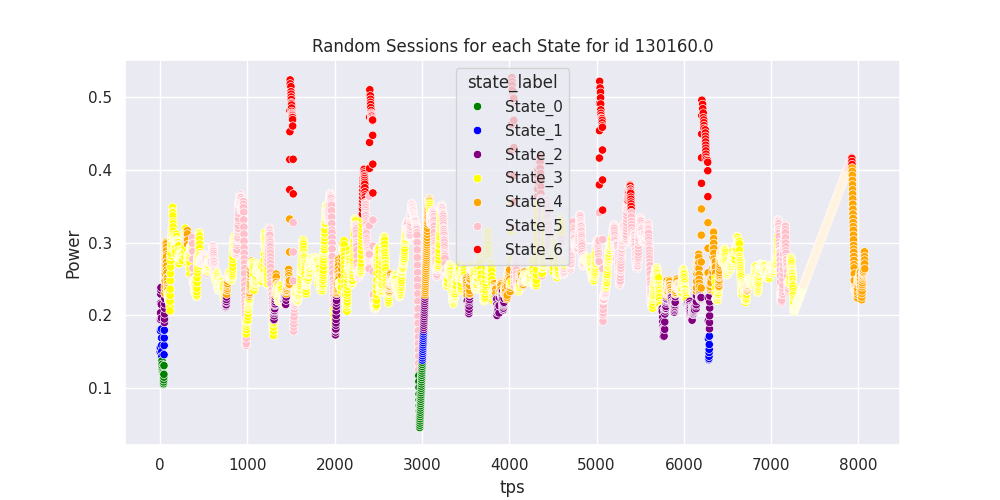 Random Sessions for each State for id 130160.0
Power
0.5
0.4
0.3
0.2
0.1
state_label
State_0
State_1
State_2
State_3
State_4
State_5
State_6
0
1000
2000
3000
4000
5000
6000
7000
8000
tps